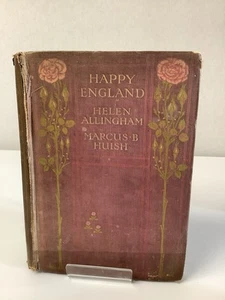 HAPPY
ENGLAND
HELEN
ALLINGHAM
MARCUS·B
HUISH